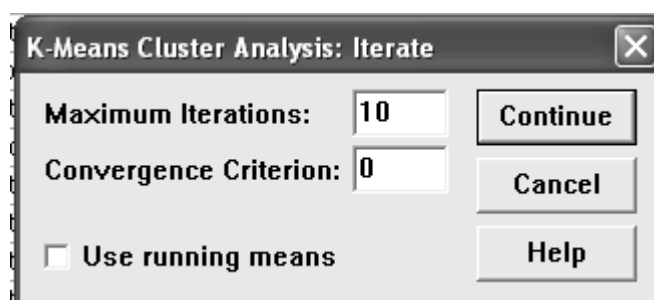 K-Means Cluster Analysis: Iterate
Maximum Iterations: 10 Continue
Convergence Criterion: 0 Cancel
Use running means Help